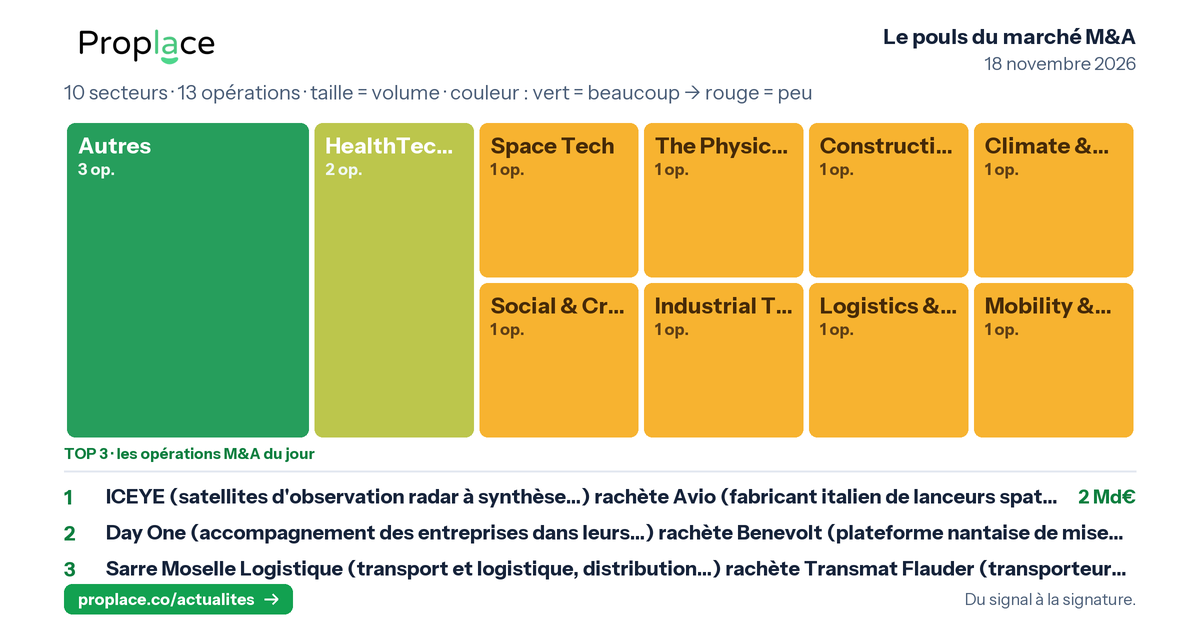 Proplace
Le pouls du marché M&A
18 novembre 2026
10 secteurs · 13 opérations · taille = volume · couleur : vert = beaucoup → rouge = peu
Autres
3 op.
HealthTec...
2 op.
Space Tech
1 op.
The Physic...
1 op.
Constructi...
1 op.
Climate &...
1 op.
Social & Cr...
1 op.
Industrial T...
1 op.
Logistics &...
1 op.
Mobility &...
1 op.
TOP 3 · les opérations M&A du jour
1 ICEYE (satellites d'observation radar à synthèse...) rachète Avio (fabricant italien de lanceurs spat... 2 Md€
2 Day One (accompagnement des entreprises dans leurs...) rachète Benevolt (plateforme nantaise de mise...
3 Sarre Moselle Logistique (transport et logistique, distribution...) rachète Transmat Flauder (transporteur...
proplace.co/actualites →
Du signal à la signature.